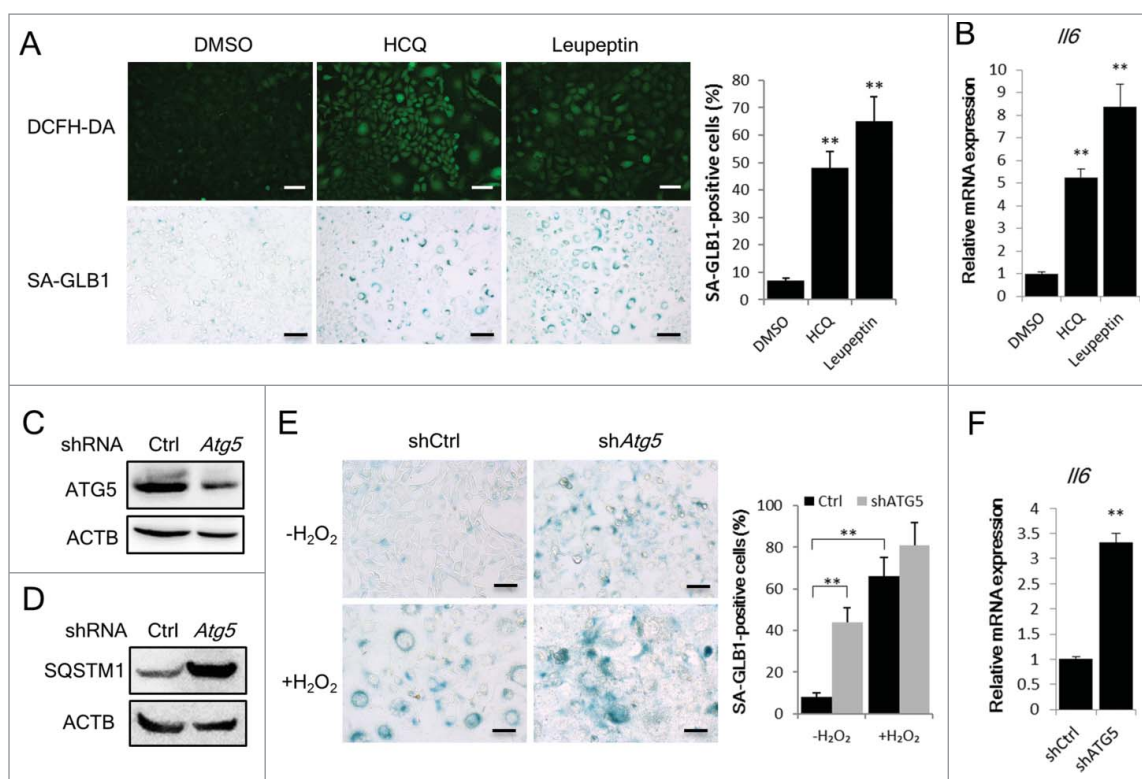 A
DMSO HCQ Leupeptin
DCFH-DA
SA-GLB1
SA-GLB1-positive cells (%)
80
70
60
50
40
30
20
10
0
**
**
DMSO
HCQ
Leupeptin
B
Il6
Relative mRNA expression
10
9
8
7
6
5
4
3
2
1
0
**
**
DMSO
HCQ
Leupeptin
C
shRNA Ctrl Atg5
ATG5
ACTB
D
shRNA Ctrl Atg5
SQSTM1
ACTB
E
shCtrl shAtg5
-H₂O₂
+H₂O₂
SA-GLB1-positive cells (%)
100
80
60
40
20
0
Ctrl shATG5
**
**
-H₂O₂ +H₂O₂
F
Il6
Relative mRNA expression
4
3.5
3
2.5
2
1.5
1
0.5
0
**
shCtrl
shATG5